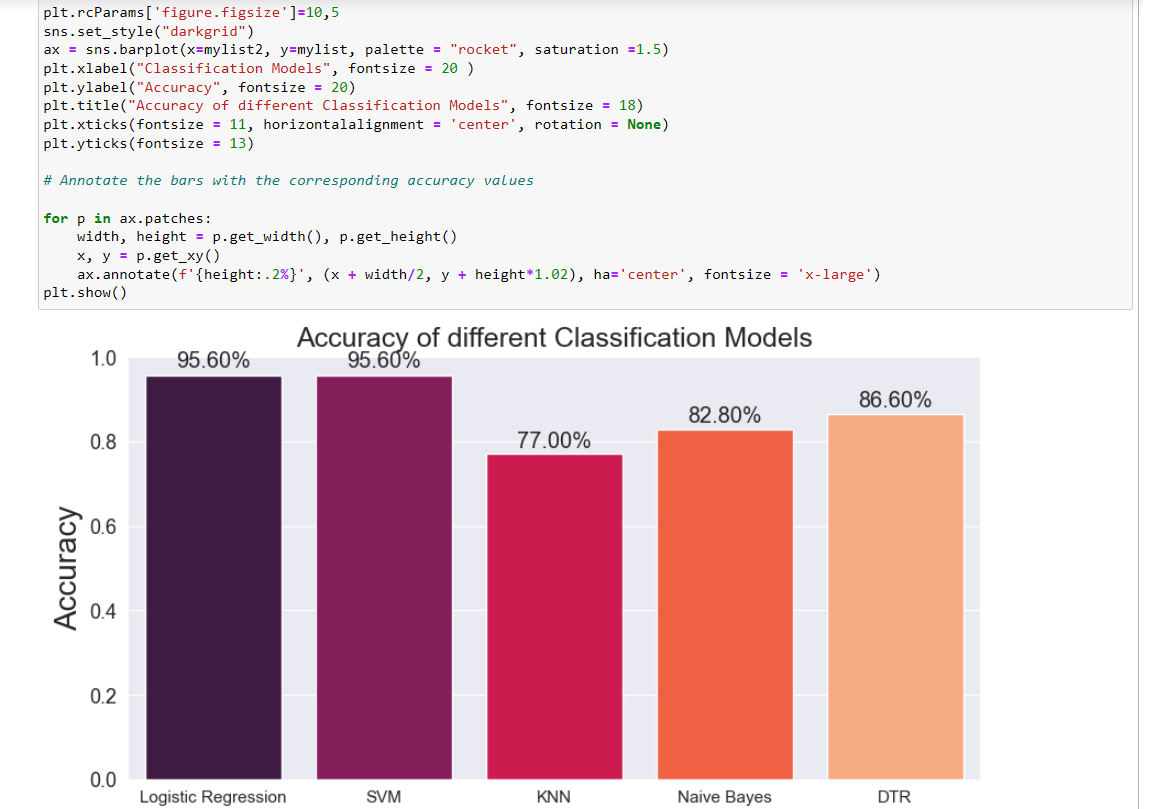 plt.rcParams['figure.figsize']=10,5
sns.set_style("darkgrid")
ax = sns.barplot(x=mylist2, y=mylist, palette = "rocket", saturation =1.5)
plt.xlabel("Classification Models", fontsize = 20 )
plt.ylabel("Accuracy", fontsize = 20)
plt.title("Accuracy of different Classification Models", fontsize = 18)
plt.xticks(fontsize = 11, horizontalalignment = 'center', rotation = None)
plt.yticks(fontsize = 13)
# Annotate the bars with the corresponding accuracy values
for p in ax.patches:
    width, height = p.get_width(), p.get_height()
    x, y = p.get_xy()
    ax.annotate(f'{height:.2%}', (x + width/2, y + height*1.02), ha='center', fontsize = 'x-large')
plt.show()
Accuracy of different Classification Models
1.0
95.60%
95.60%
77.00%
82.80%
86.60%
0.8
0.6
0.4
0.2
0.0
Accuracy
Logistic Regression
SVM
KNN
Naive Bayes
DTR